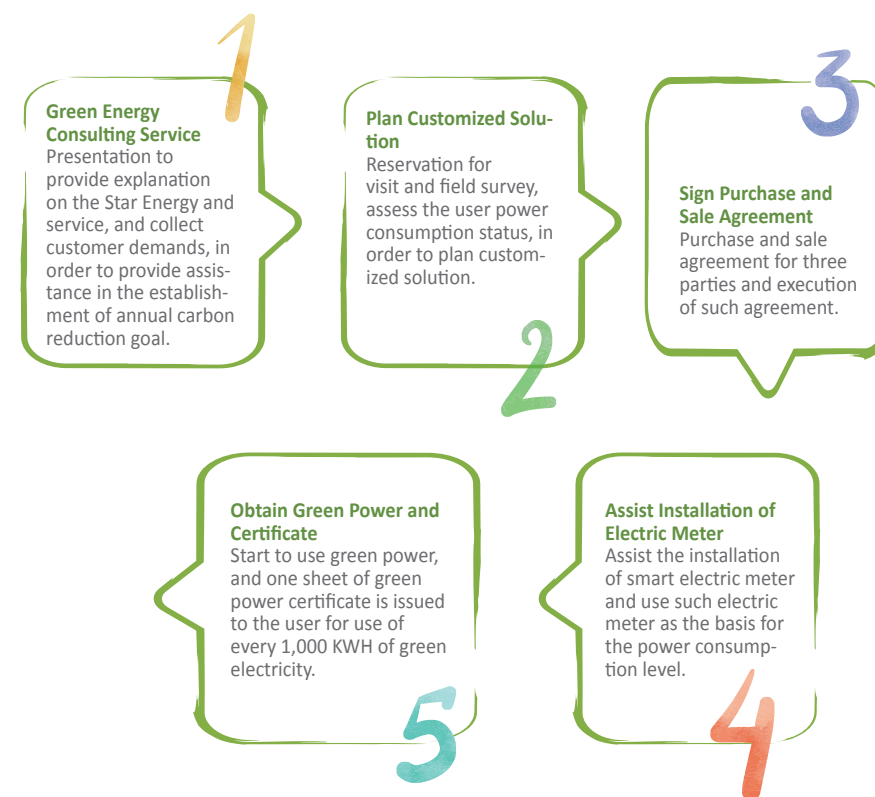 1
Green Energy
Consulting Service
Presentation to
provide explanation
on the Star Energy and
service, and collect
customer demands, in
order to provide assis-
tance in the establish-
ment of annual carbon
reduction goal.
2
Plan Customized Solu-
tion
Reservation for
visit and field survey,
assess the user power
consumption status, in
order to plan custom-
ized solution.
3
Sign Purchase and
Sale Agreement
Purchase and sale
agreement for three
parties and execution
of such agreement.
4
Assist Installation of
Electric Meter
Assist the installation
of smart electric meter
and use such electric
meter as the basis for
the power consump-
tion level.
5
Obtain Green Power and
Certificate
Start to use green power,
and one sheet of green
power certificate is issued
to the user for use of
every 1,000 KWH of green
electricity.